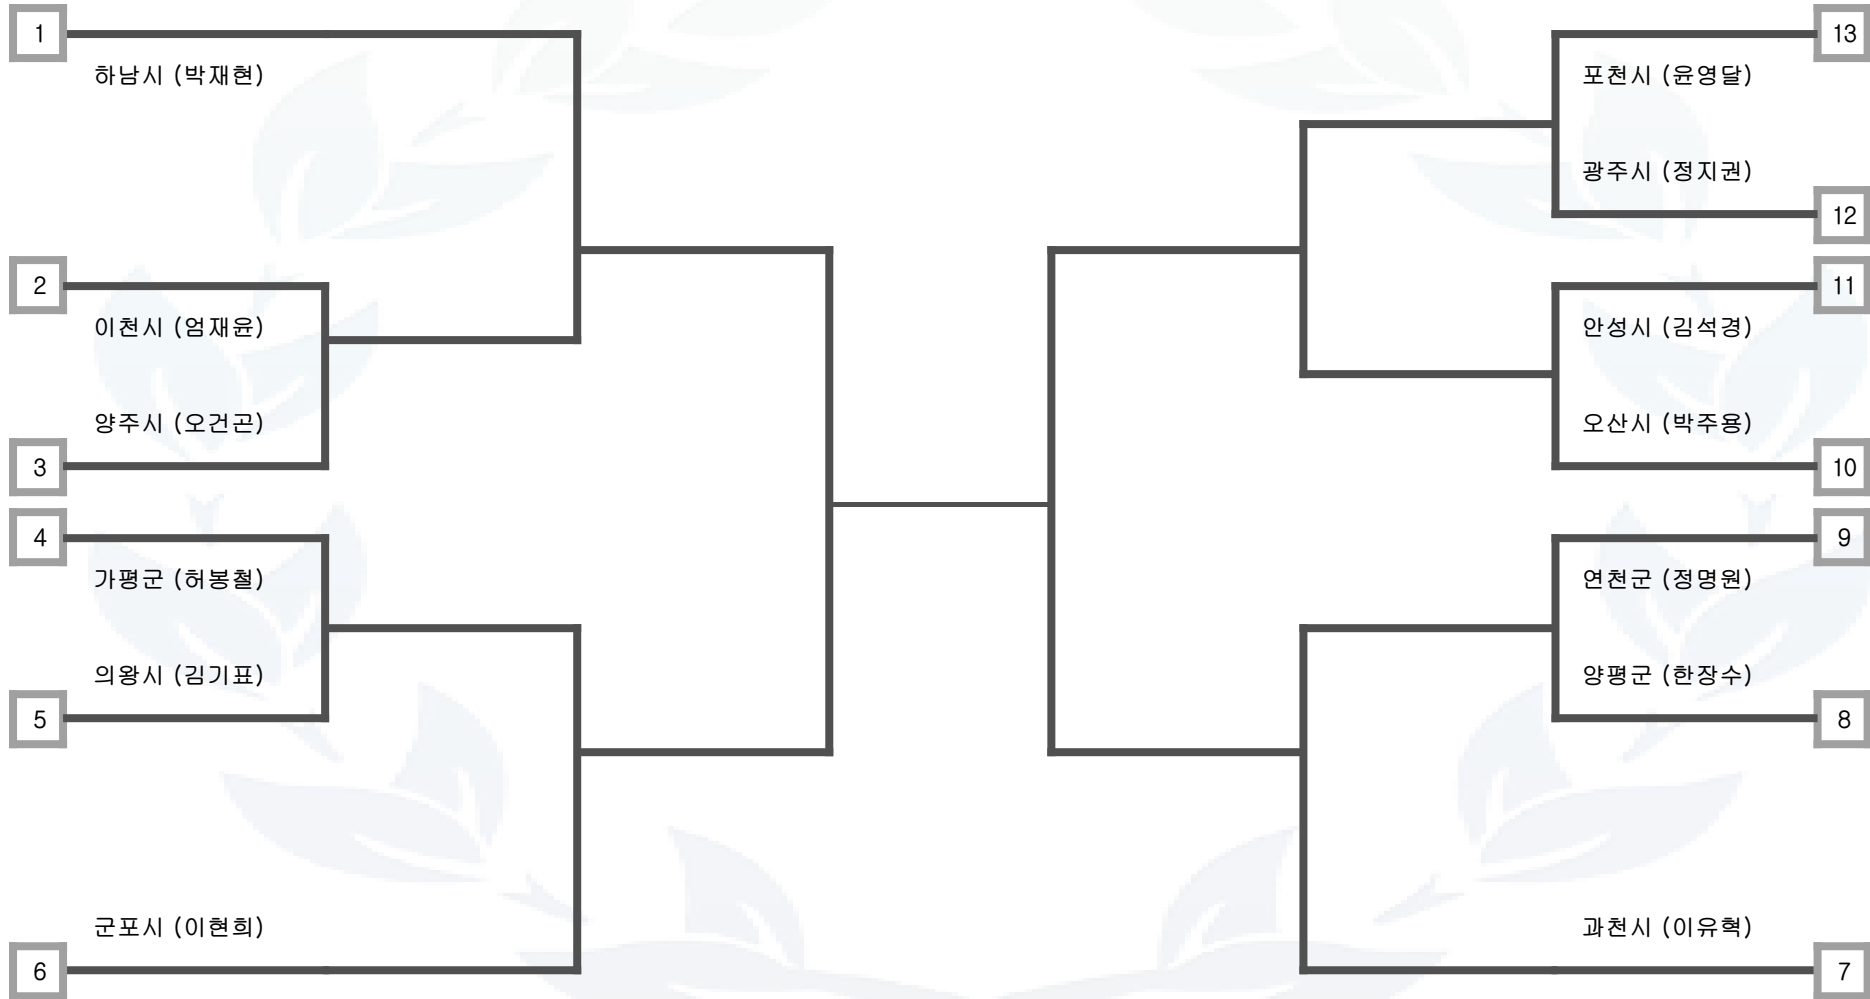 1
하남시 (박재현)
2
이천시 (엄재윤)
양주시 (오건곤)
3
4
가평군 (허봉철)
의왕시 (김기표)
5
군포시 (이현희)
6
13
포천시 (윤영달)
광주시 (정지권)
12
11
안성시 (김석경)
오산시 (박주용)
10
9
연천군 (정명원)
양평군 (한장수)
8
과천시 (이유혁)
7